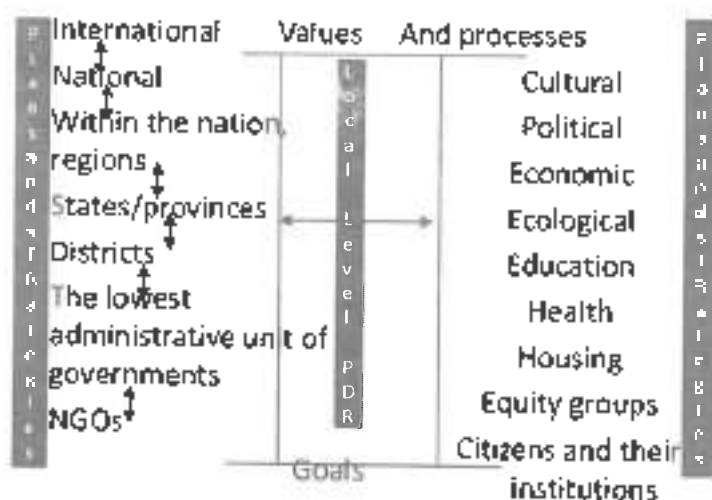 International
National
Within the nation,
regions
States/provinces
Districts
The lowest
administrative unit of
governments
NGOs
Values And processes
Local Level PDR
Goals
Cultural
Political
Economic
Ecological
Education
Health
Housing
Equity groups
Citizens and their
institutions